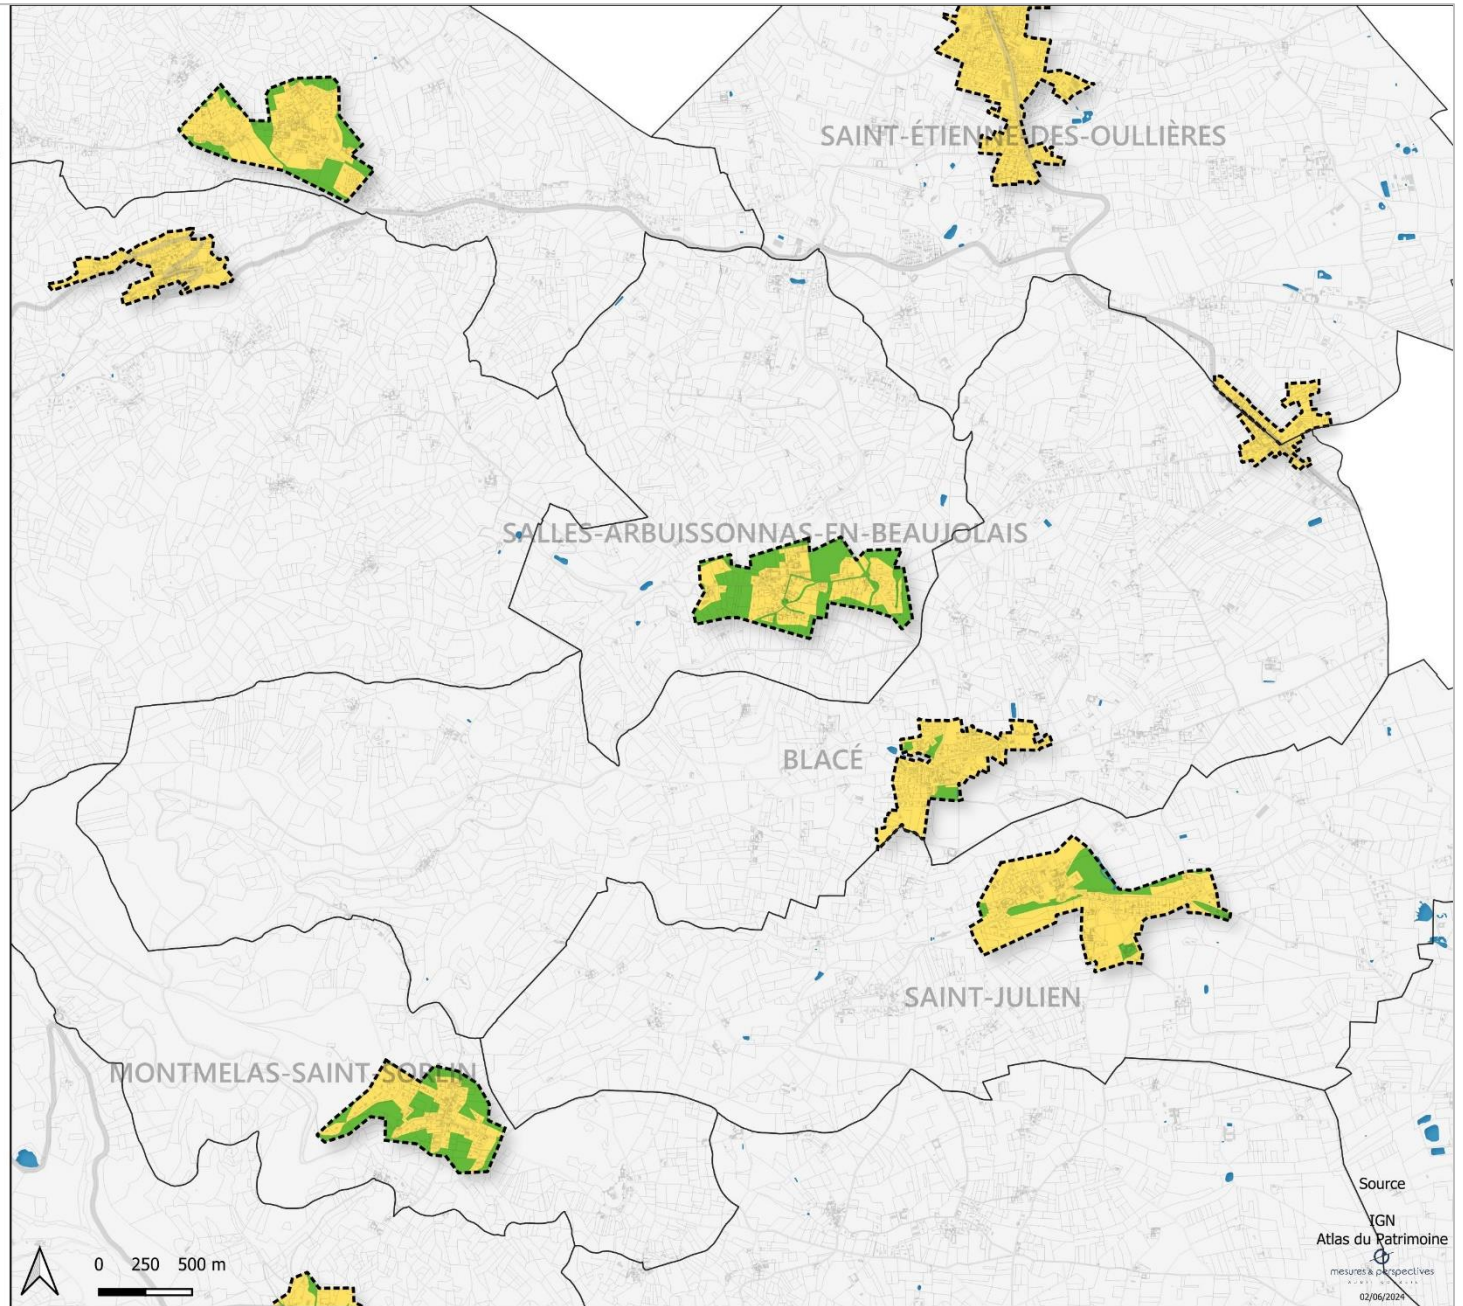 SAINT-ÉTIENNE-DES-OULLIÈRES
SALLES-ARBUISSONNAS-EN-BEAUJOLAIS
BLACÉ
SAINT-JULIEN
MONTMELAS-SAINT-SORLIN
Source
IGN
Atlas du Patrimoine
mesures & perspectives
02/06/2024
0 250 500 m